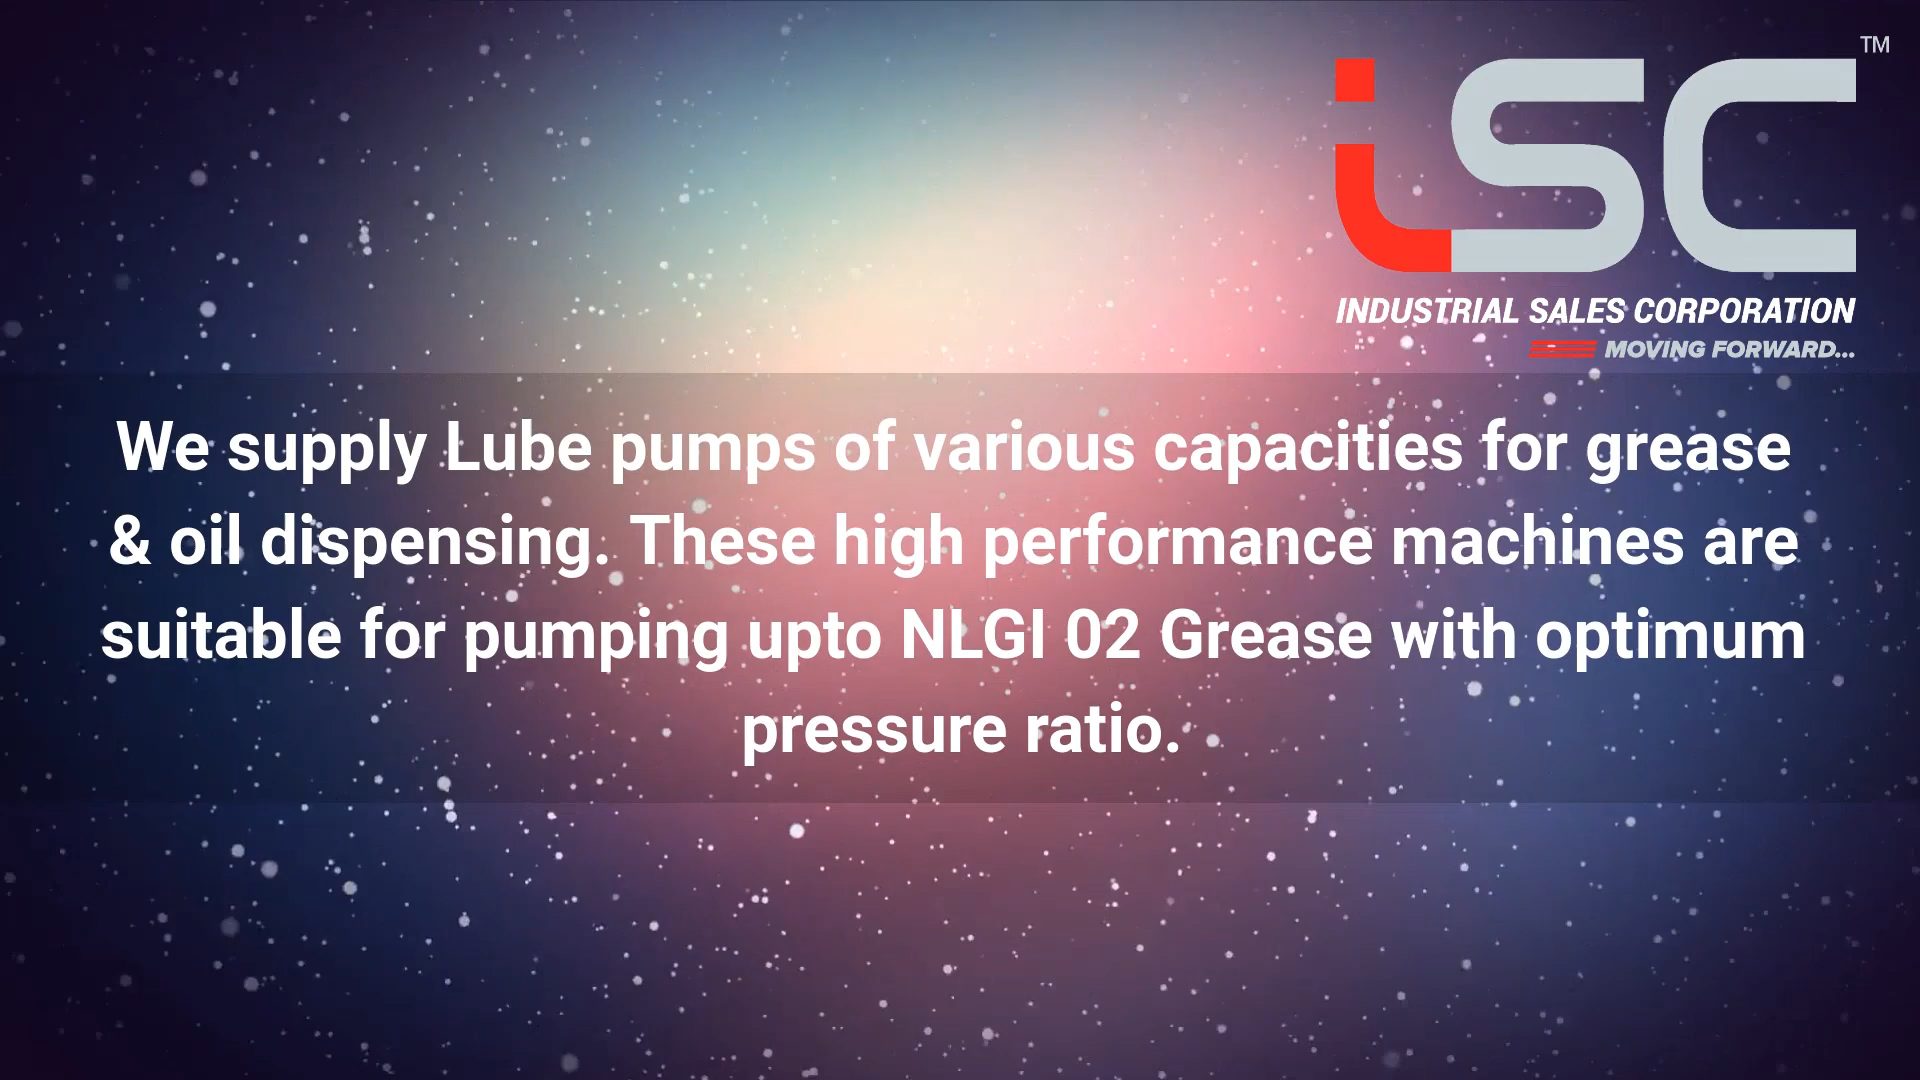 TM
iSC
INDUSTRIAL SALES CORPORATION
MOVING FORWARD...
We supply Lube pumps of various capacities for grease
& oil dispensing. These high performance machines are
suitable for pumping upto NLGI 02 Grease with optimum
pressure ratio.